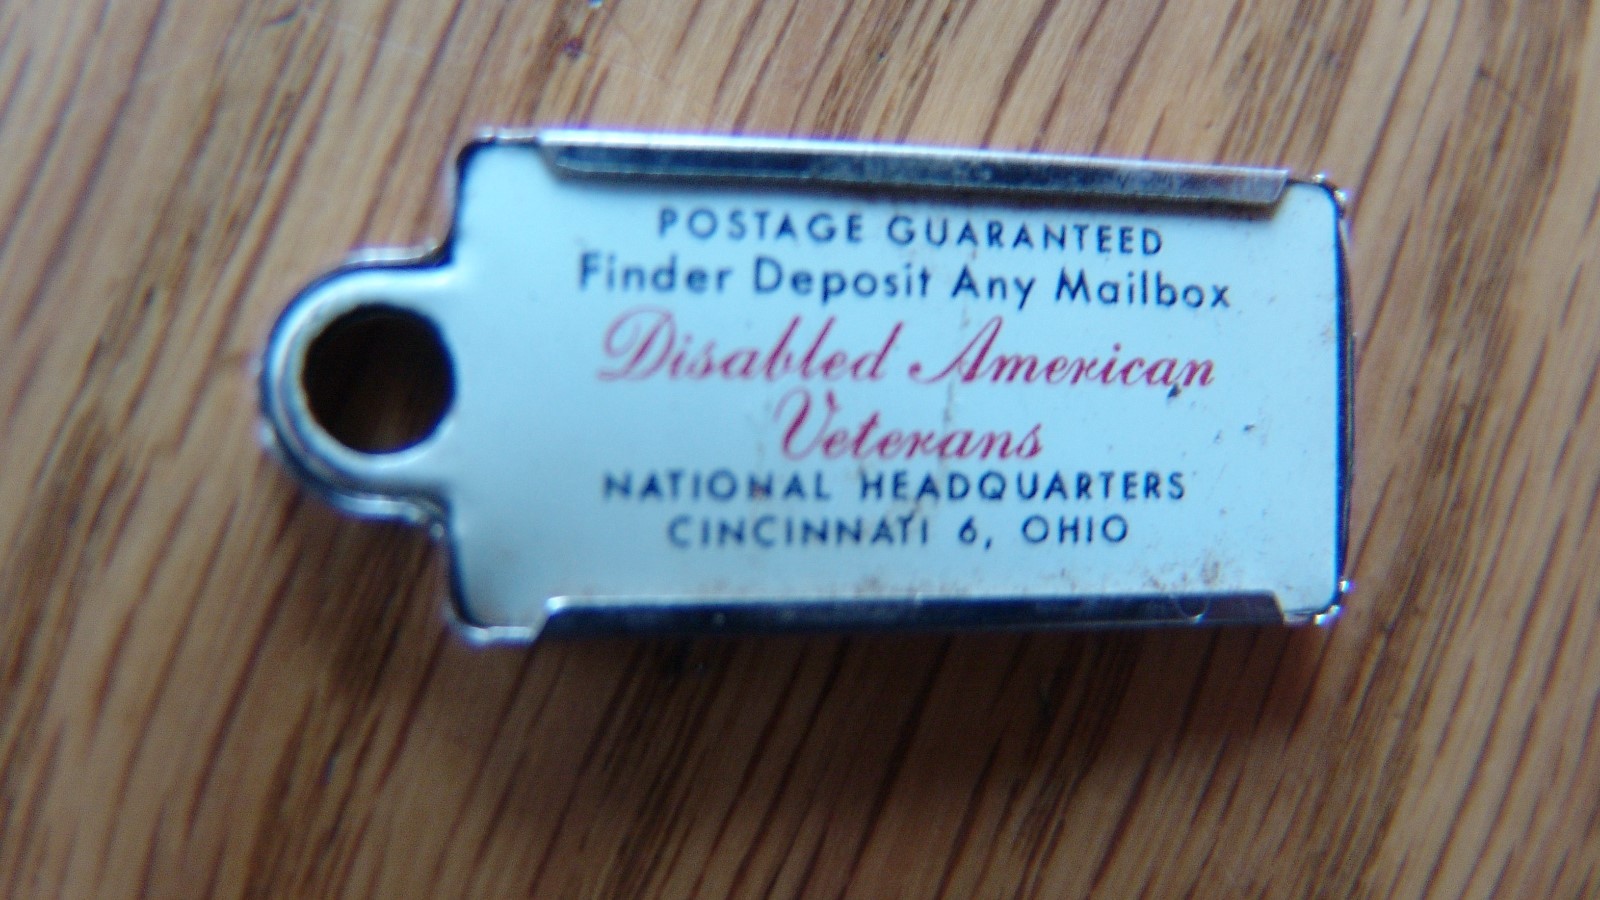 POSTAGE GUARANTEED
Finder Deposit Any Mailbox
Disabled American
Veterans
NATIONAL HEADQUARTERS
CINCINNATI 6, OHIO